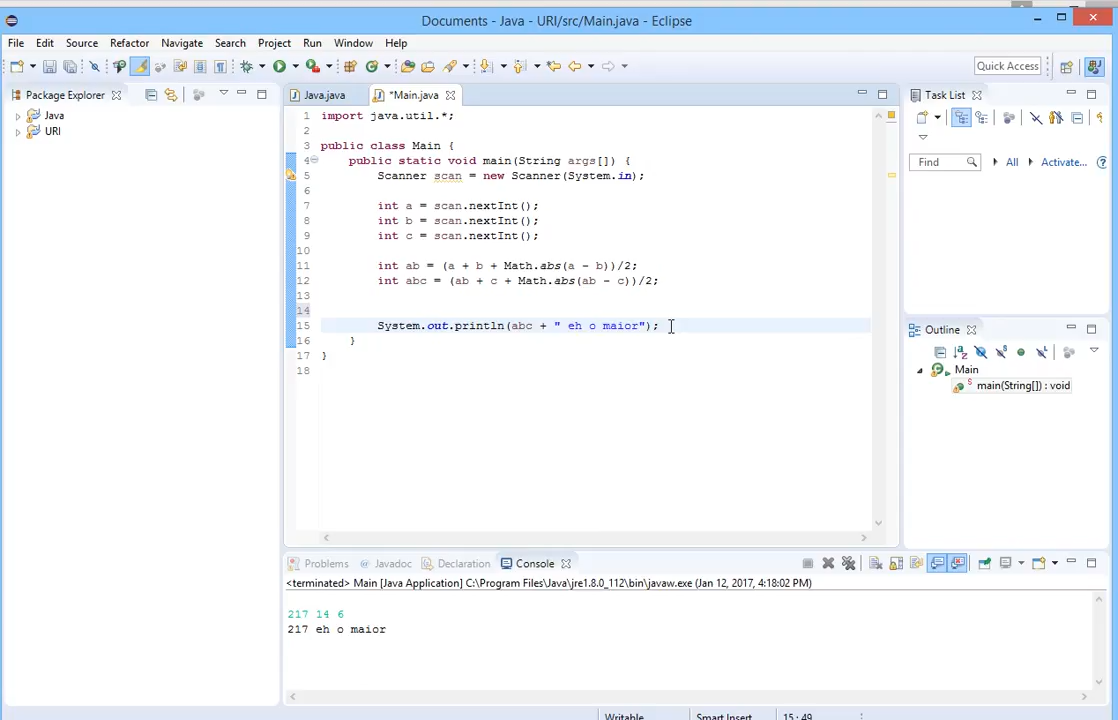 Documents - Java - URI/src/Main.java - Eclipse
File Edit Source Refactor Navigate Search Project Run Window Help
Quick Access
Package Explorer
Java
URI
Java.java
*Main.java
1 import java.util.*;
2
3 public class Main {
4 public static void main(String args[]) {
5 Scanner scan = new Scanner(System.in);
6
7 int a = scan.nextInt();
8 int b = scan.nextInt();
9 int c = scan.nextInt();
10
11 int ab = (a + b + Math.abs(a - b))/2;
12 int abc = (ab + c + Math.abs(ab - c))/2;
13
14
15 System.out.println(abc + " eh o maior");
16 }
17 }
18
Task List
Find All Activate...
Outline
Main
main(String[]) : void
Problems Javadoc Declaration Console
<terminated> Main [Java Application] C:\Program Files\Java\jre1.8.0_112\bin\javaw.exe (Jan 12, 2017, 4:18:02 PM)
217 14 6
217 eh o maior
Writable Smart Insert 15 : 49